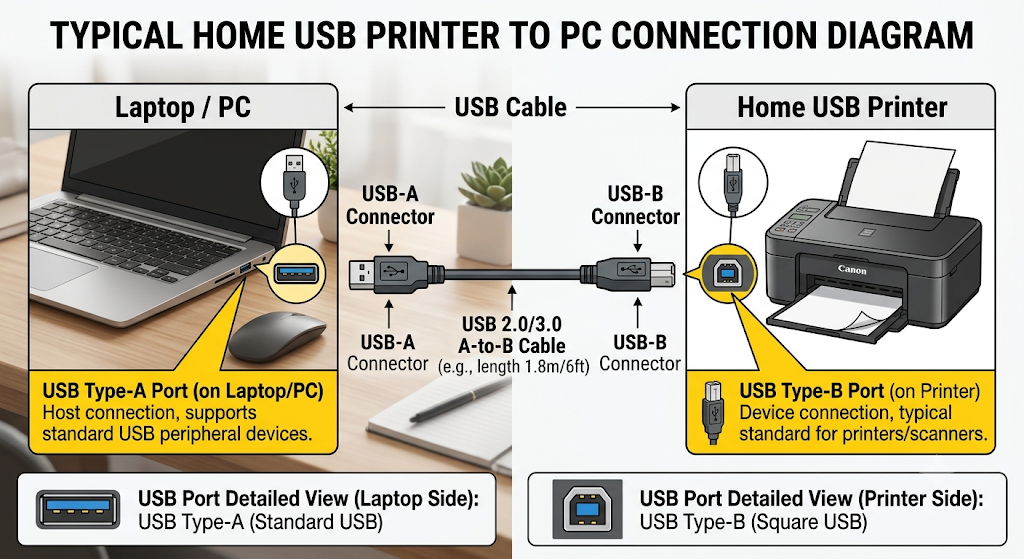 TYPICAL HOME USB PRINTER TO PC CONNECTION DIAGRAM
Laptop / PC
USB Cable
Home USB Printer
USB-A
Connector
USB-B
Connector
Canon
USB-A
Connector
USB 2.0/3.0
A-to-B Cable
(e.g., length 1.8m/6ft)
USB-B
Connector
USB Type-A Port (on Laptop/PC)
Host connection, supports
standard USB peripheral devices.
USB Type-B Port (on Printer)
Device connection, typical
standard for printers/scanners.
USB Port Detailed View (Laptop Side):
USB Type-A (Standard USB)
USB Port Detailed View (Printer Side):
USB Type-B (Square USB)